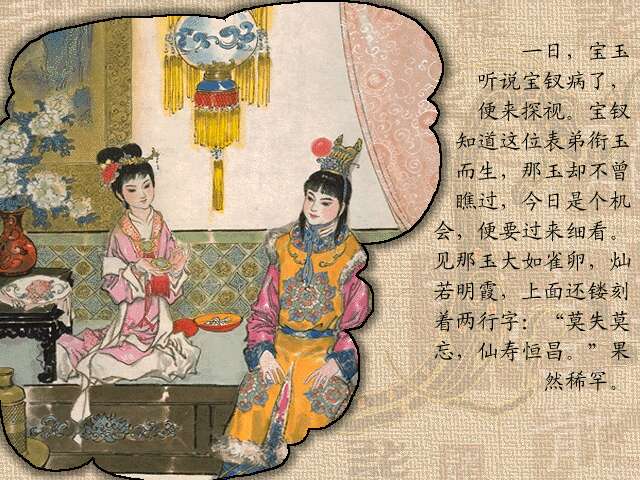 一日，宝玉
听说宝钗病了，
便来探视。宝钗
知道这位表弟衔玉
而生，那玉却不曾
瞧过，今日是个机
会，便要过来细看。
见那玉大如雀卵，灿
若明霞，上面还镂刻
着两行字：“莫失莫
忘，仙寿恒昌。”果
然稀罕。